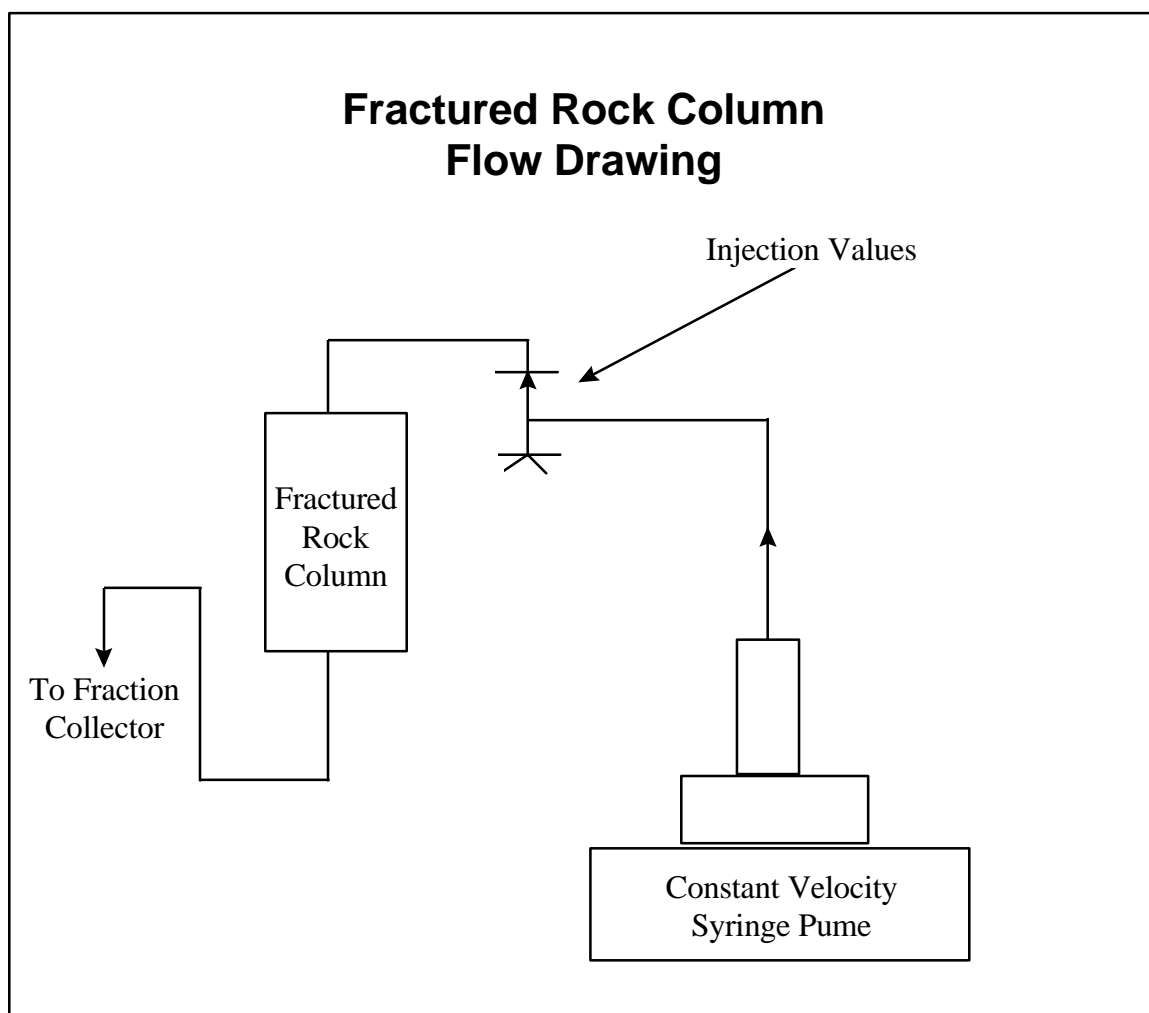 Fractured Rock Column
Flow Drawing
Injection Values
Fractured
Rock
Column
To Fraction
Collector
Constant Velocity
Syringe Pume